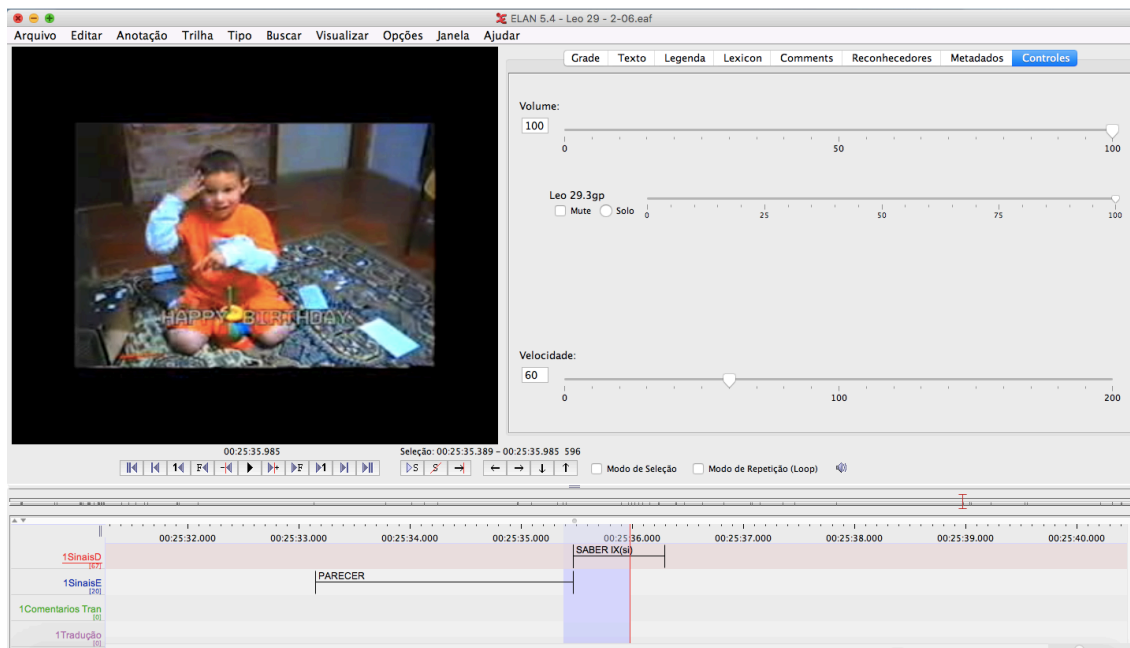 ELAN 5.4 - Leo 29 - 2-06.eaf
Arquivo Editar Anotação Trilha Tipo Buscar Visualizar Opções Janela Ajudar
Grade Texto Legenda Lexicon Comments Reconhecedores Metadados Controles
Volume:
100
0 50 100
Leo 29.3gp
Mute Solo 0 25 50 75 100
HAPPY BIRTHDAY
Velocidade:
60
0 100 200
00:25:35.985 Seleção: 00:25:35.389 - 00:25:35.985 596
Modo de Seleção Modo de Repetição (Loop)
00:25:32.000 00:25:33.000 00:25:34.000 00:25:35.000 00:25:36.000 00:25:37.000 00:25:38.000 00:25:39.000 00:25:40.000
1SinaisD SABER IX(si)
[67]
1SinaisE PARECER
[20]
1Comentarios Tran
[0]
1Tradução
[0]